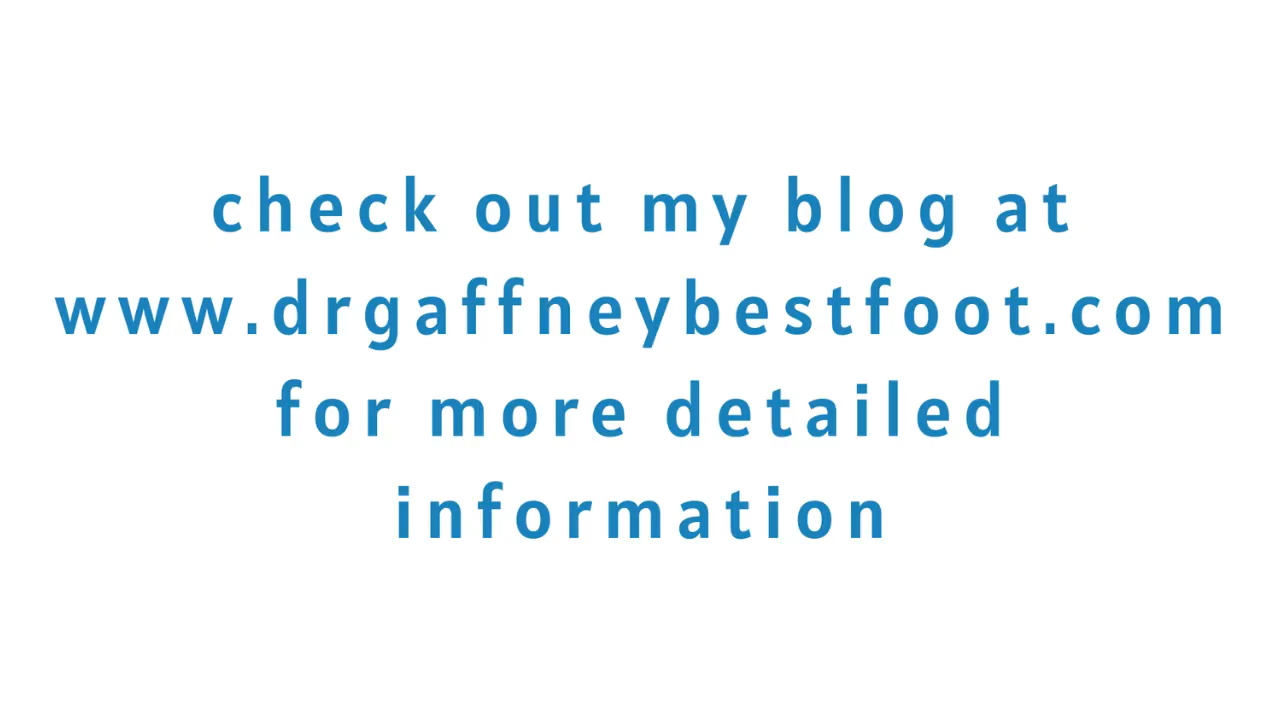 check out my blog at
www.drgaffneybestfoot.com
for more detailed
information